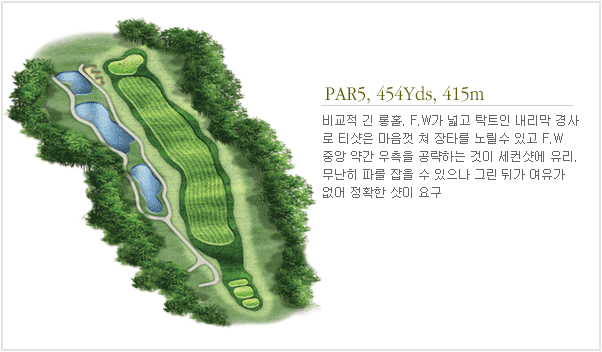 PAR5, 454Yds, 415m
비교적 긴 롱홀. F.W가 넓고 탁트인 내리막 경사
로 티샷은 마음껏 쳐 장타를 노릴수 있고 F.W
중앙 약간 우측을 공략하는 것이 세컨샷에 유리.
무난히 파를 잡을 수 있으나 그린 뒤가 여유가
없어 정확한 샷이 요구